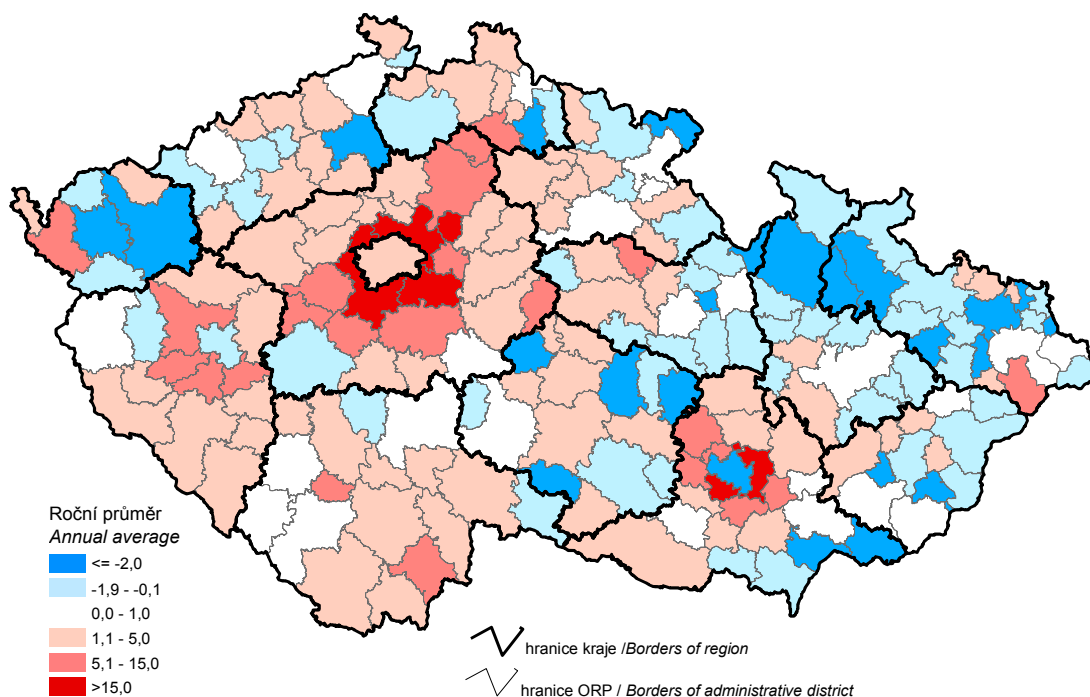 Roční průměr
Annual average
<= -2,0
-1,9 - -0,1
0,0 - 1,0
1,1 - 5,0
5,1 - 15,0
>15,0
hranice kraje /Borders of region
hranice ORP / Borders of administrative district